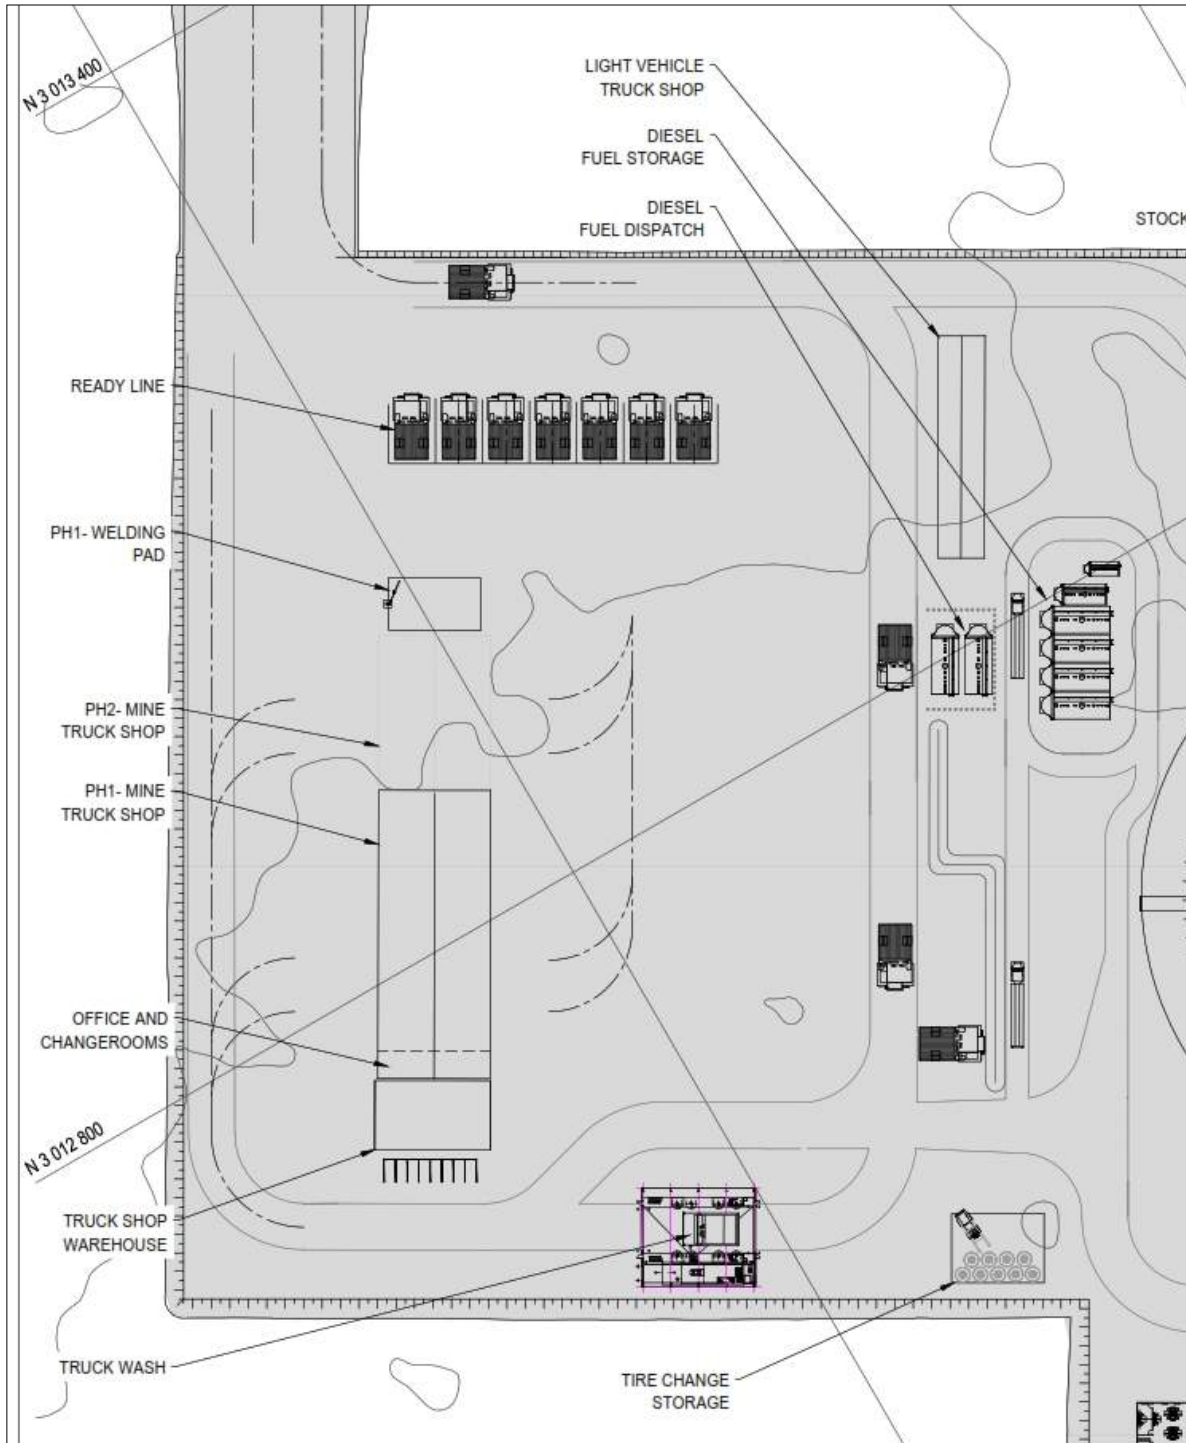 N 3 013 400
LIGHT VEHICLE
TRUCK SHOP
DIESEL
FUEL STORAGE
DIESEL
FUEL DISPATCH
STOCK
READY LINE
PH1- WELDING
PAD
PH2- MINE
TRUCK SHOP
PH1- MINE
TRUCK SHOP
OFFICE AND
CHANGEROOMS
N 3 012 800
TRUCK SHOP
WAREHOUSE
TRUCK WASH
TIRE CHANGE
STORAGE